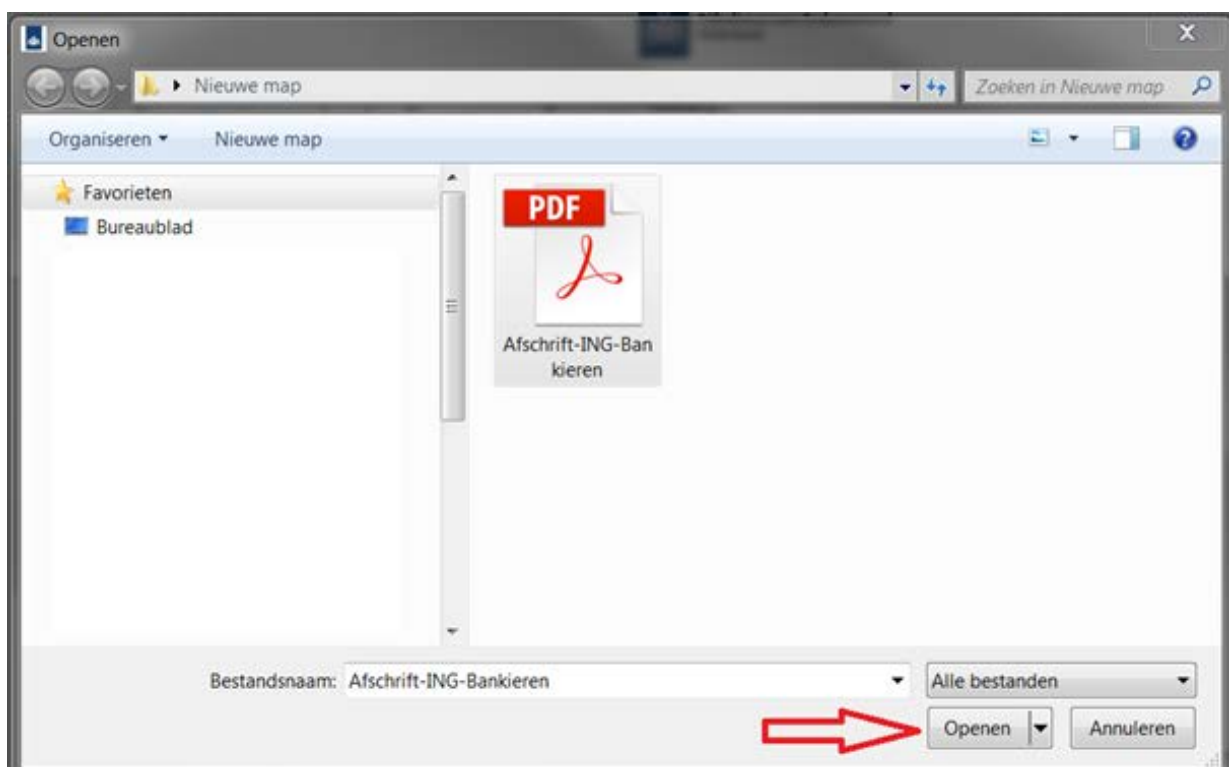 Openen
Nieuwe map
Zoeken in Nieuwe map
Organiseren
Nieuwe map
Favorieten
Bureaublad
PDF
Afschrift-ING-Ban
kieren
Bestandsnaam: Afschrift-ING-Bankieren
Alle bestanden
Openen
Annuleren